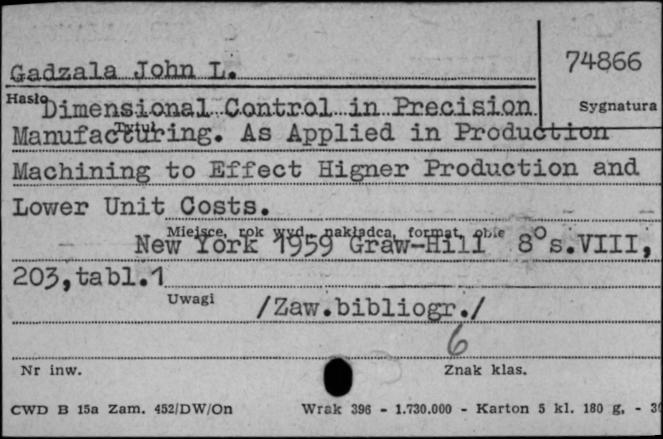 74866
Gadzala John L.
Hasło
Sygnatura
Dimensional Control in Precision
Tytuł
Manufacturing. As Applied in Production
Machining to Effect Higner Production and
Lower Unit Costs.
Miejsce, rok wyd., nakładca, format, obję
New York 1959 Graw-Hill 8° s.VIII,
203,tabl.1
Uwagi
/Zaw.bibliogr./
6
Nr inw.
Znak klas.
CWD B 15a Zam. 452/DW/On Wrak 396 - 1.730.000 - Karton 5 kl. 180 g, - 30